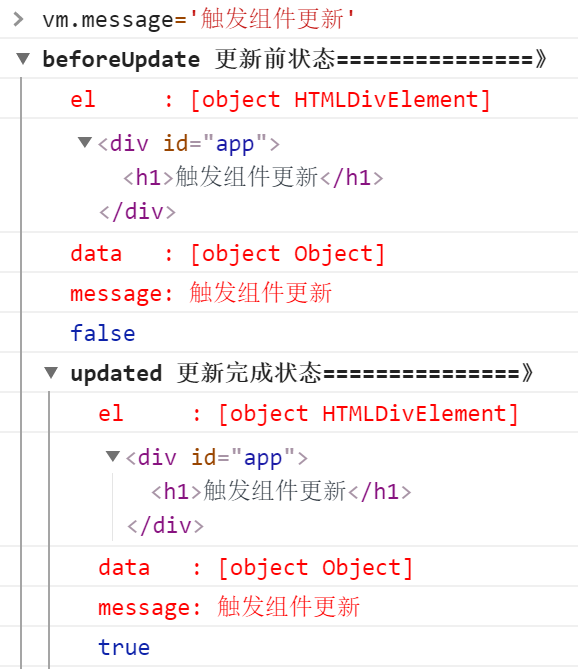 > vm.message='触发组件更新'
▼ beforeUpdate 更新前状态===============》
el     : [object HTMLDivElement]
▼<div id="app">
<h1>触发组件更新</h1>
</div>
data   : [object Object]
message: 触发组件更新
false
▼ updated 更新完成状态===============》
el     : [object HTMLDivElement]
▼<div id="app">
<h1>触发组件更新</h1>
</div>
data   : [object Object]
message: 触发组件更新
true